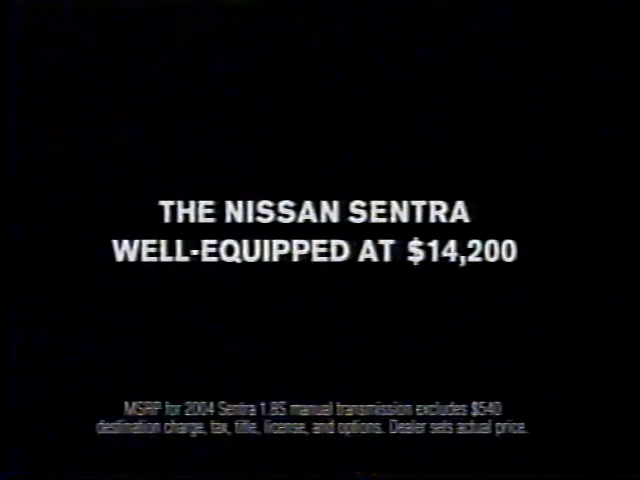 THE NISSAN SENTRA
WELL-EQUIPPED AT $14,200
MSRP for 2004 Sentra 1.8S manual transmission excludes $540
destination charge, tax, title, license, and options. Dealer sets actual price.